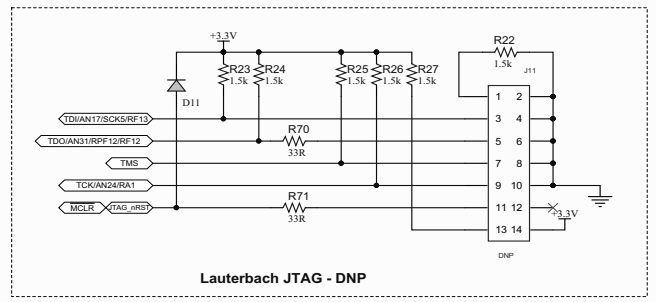 +3.3V
R22
R23 R24 R25 R26 R27
1.5k
J11
1.5k 1.5k 1.5k 1.5k 1.5k
D11
1 2
TDI/AN17/SCK5/RF13
3 4
R70
TDO/AN31/RPF12/RF12
5 6
33R
TMS
7 8
TCK/AN24/RA1
9 10
R71
MCLR JTAG_nRST
11 12
33R
+3.3V
13 14
DNP
Lauterbach JTAG - DNP